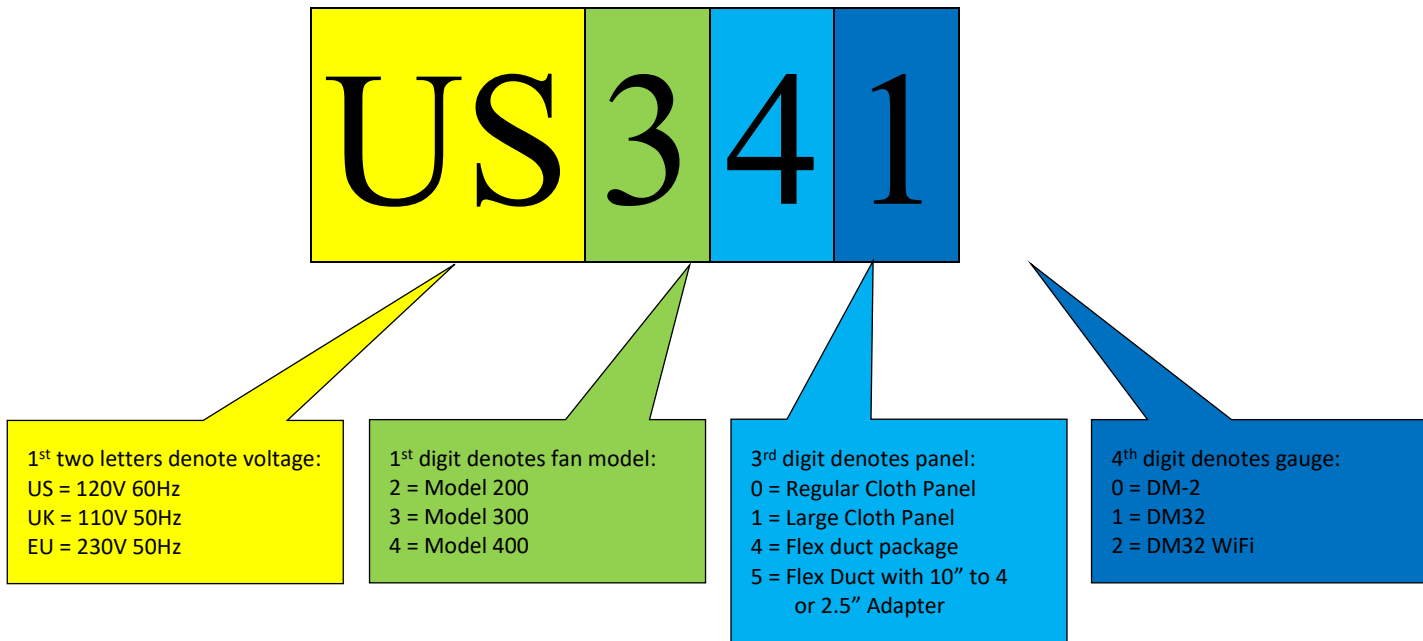 US341
1st two letters denote voltage:
US = 120V 60Hz
UK = 110V 50Hz
EU = 230V 50Hz
1st digit denotes fan model:
2 = Model 200
3 = Model 300
4 = Model 400
3rd digit denotes panel:
0 = Regular Cloth Panel
1 = Large Cloth Panel
4 = Flex duct package
5 = Flex Duct with 10” to 4
or 2.5” Adapter
4th digit denotes gauge:
0 = DM-2
1 = DM32
2 = DM32 WiFi